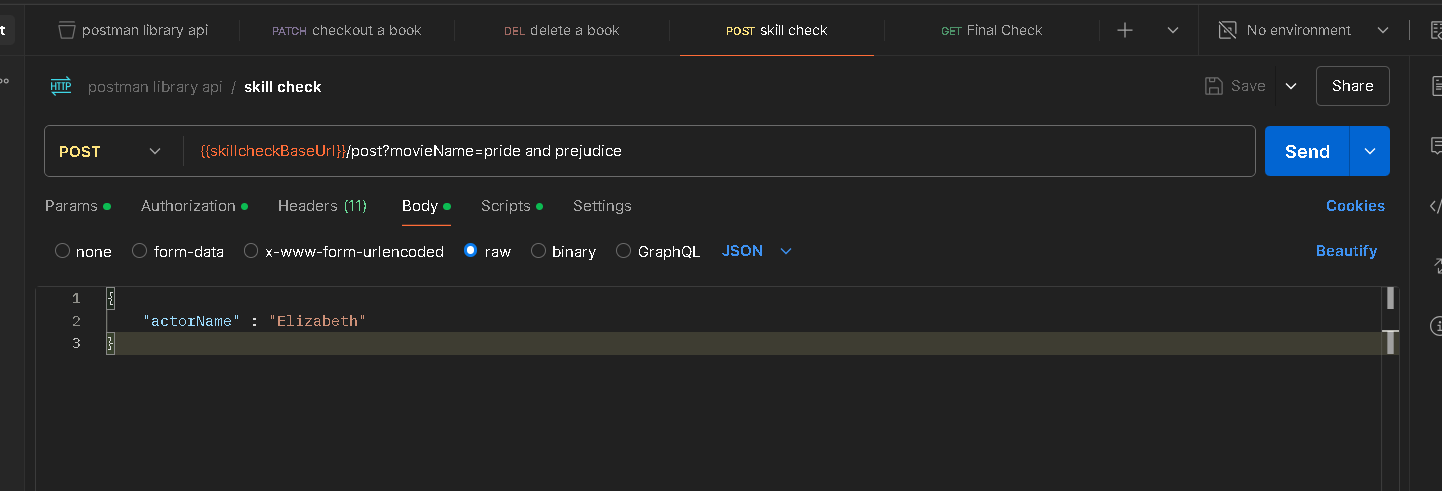 t postman library api PATCH checkout a book DEL delete a book POST skill check GET Final Check No environment
HTTP postman library api / skill check Save Share
POST {{skillcheckBaseUrl}}/post?movieName=pride and prejudice Send
Params Authorization Headers (11) Body Scripts Settings Cookies
none form-data x-www-form-urlencoded raw binary GraphQL JSON Beautify
1 {
2 "actorName" : "Elizabeth"
3 }